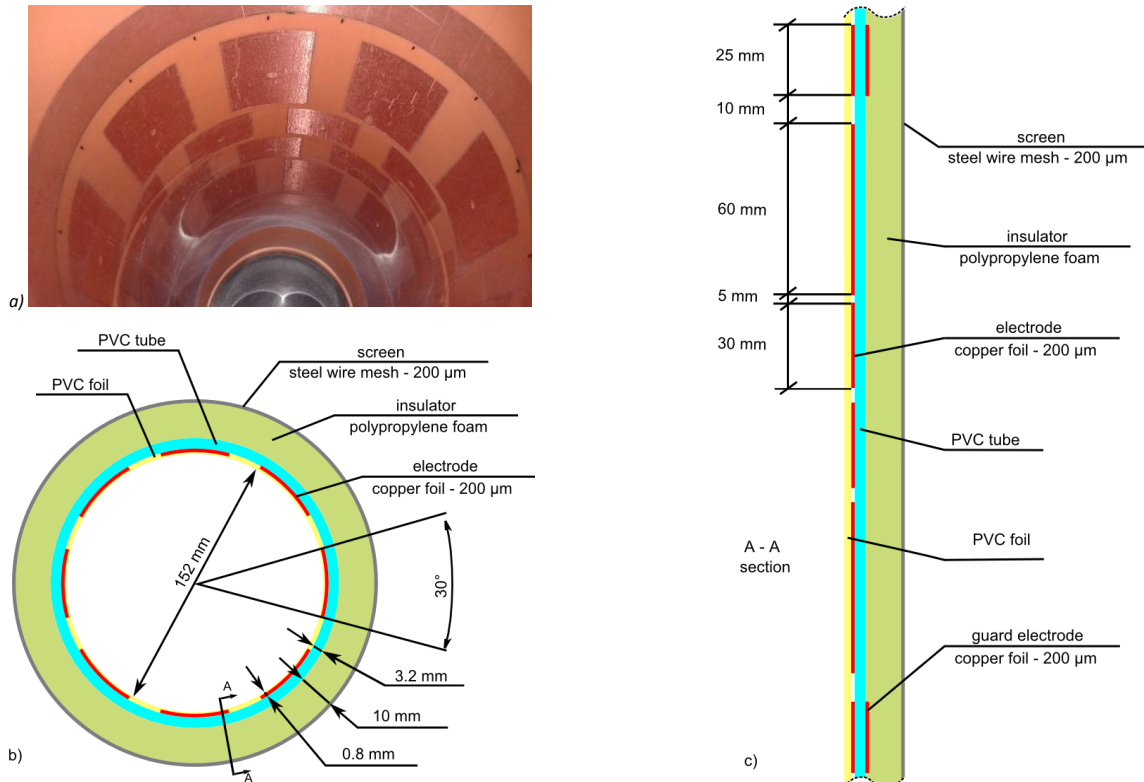 a)
PVC tube
screen
steel wire mesh - 200 µm
PVC foil
insulator
polypropylene foam
electrode
copper foil - 200 µm
152 mm
30°
3.2 mm
10 mm
0.8 mm
A
A
b)
25 mm
10 mm
60 mm
5 mm
30 mm
screen
steel wire mesh - 200 µm
insulator
polypropylene foam
electrode
copper foil - 200 µm
PVC tube
A - A
section
PVC foil
guard electrode
copper foil - 200 µm
c)